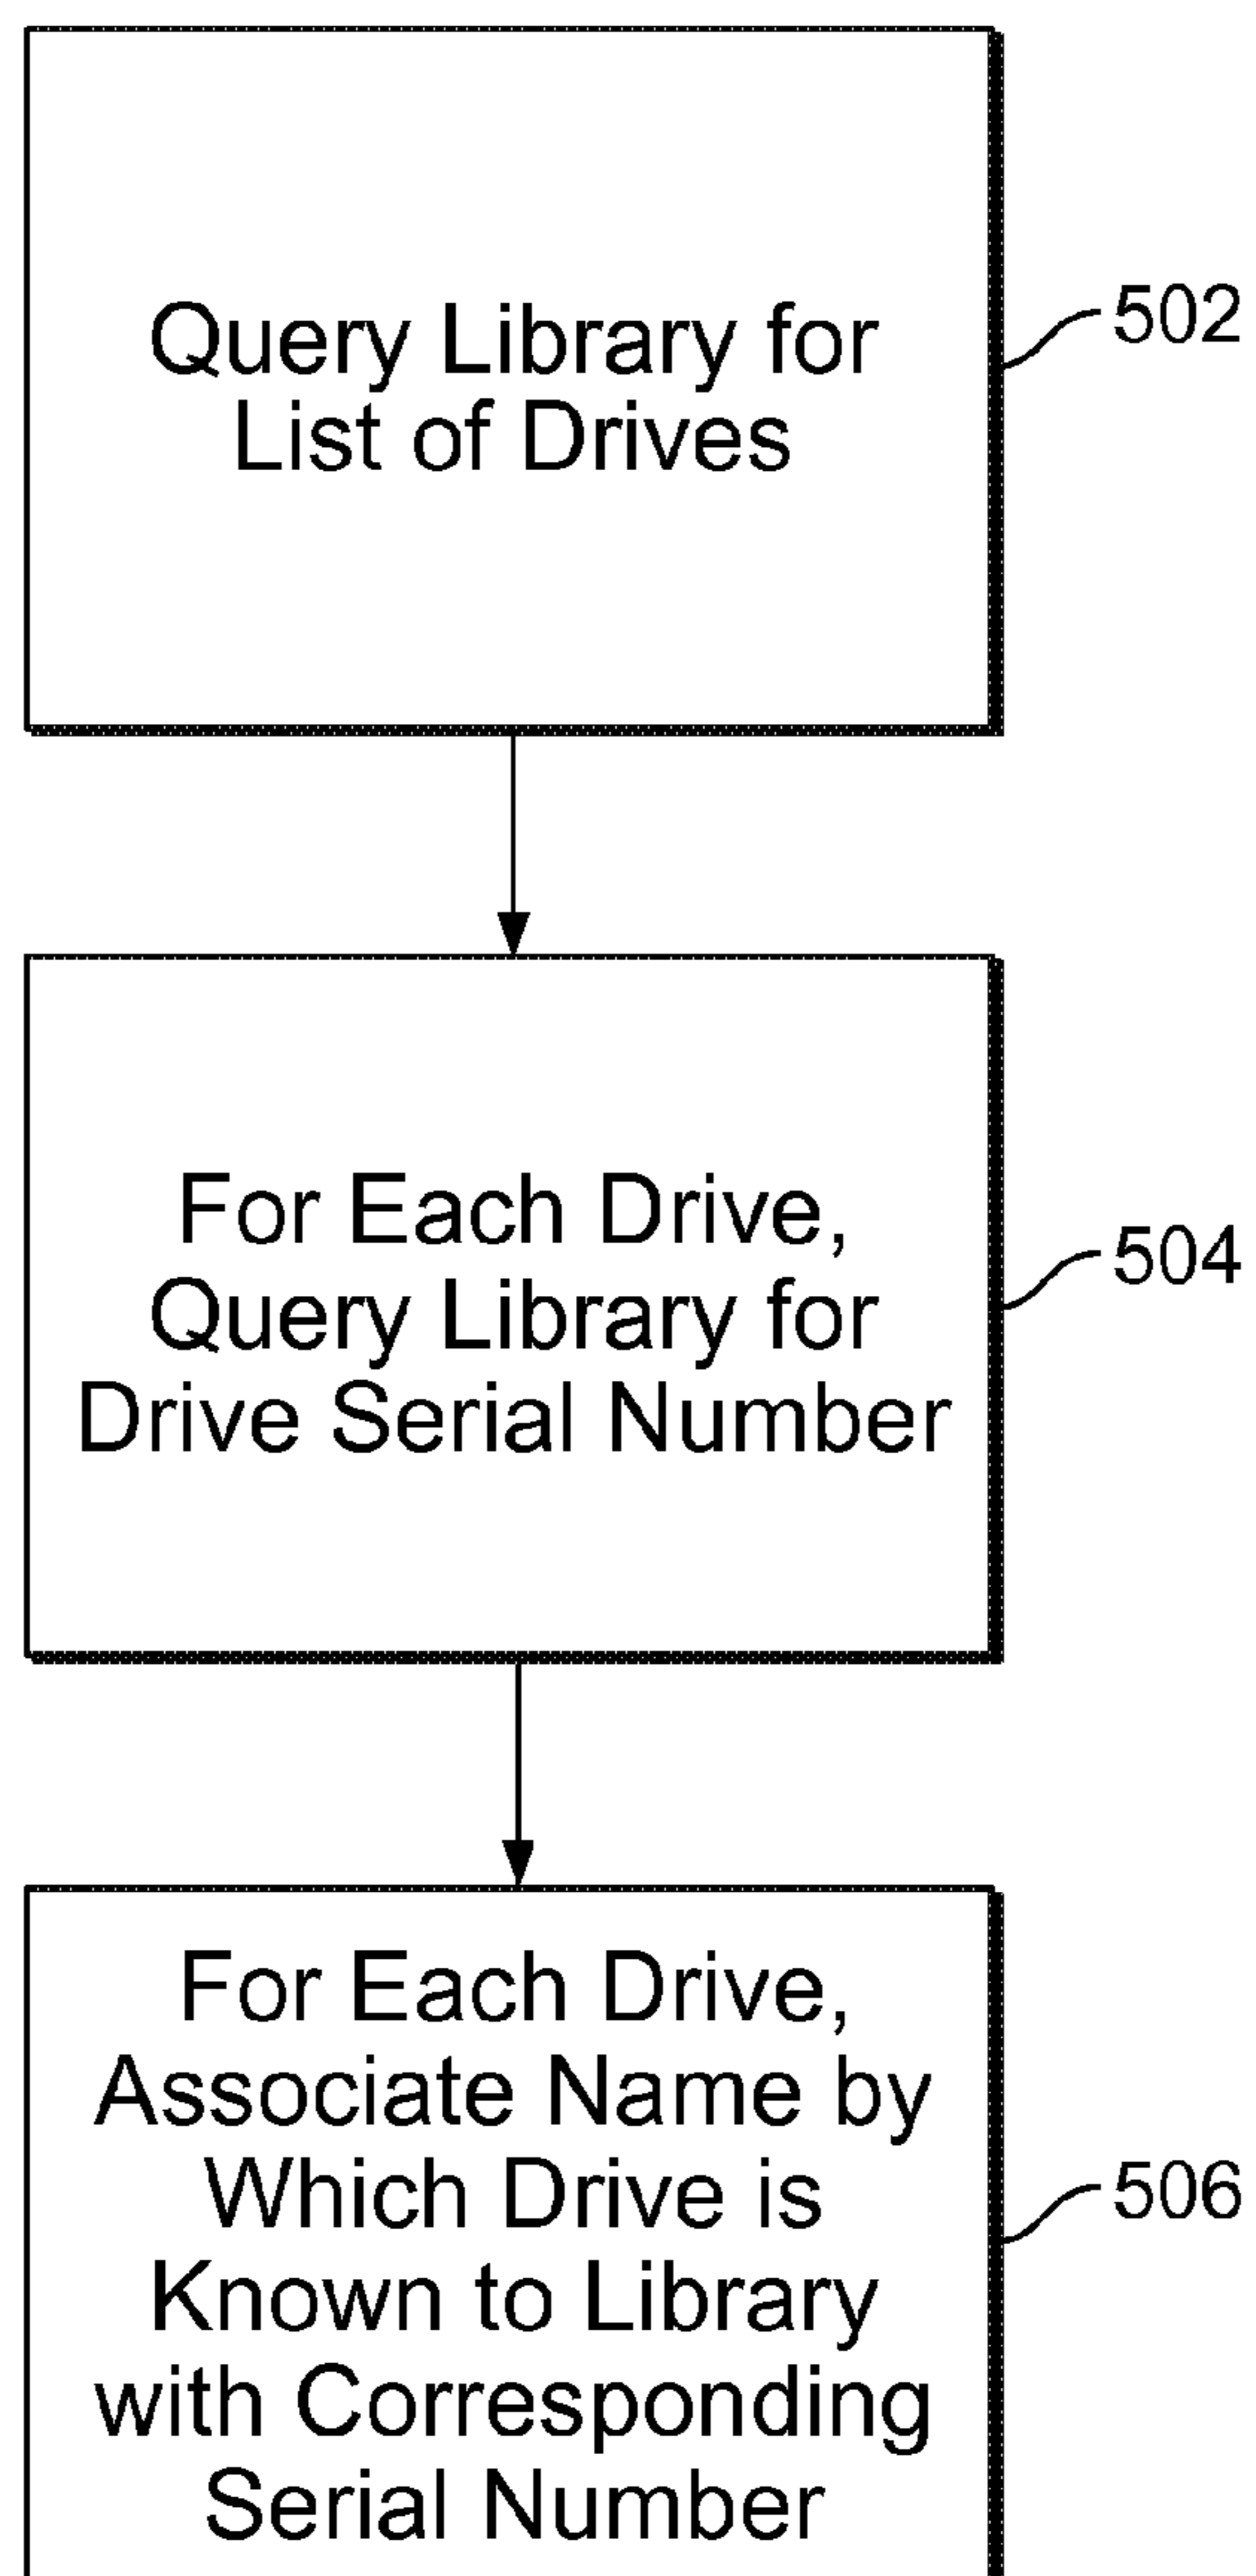 Query Library for
List of Drives
502
For Each Drive,
Query Library for
Drive Serial Number
504
For Each Drive,
Associate Name by
Which Drive is
Known to Library
with Corresponding
Serial Number
506